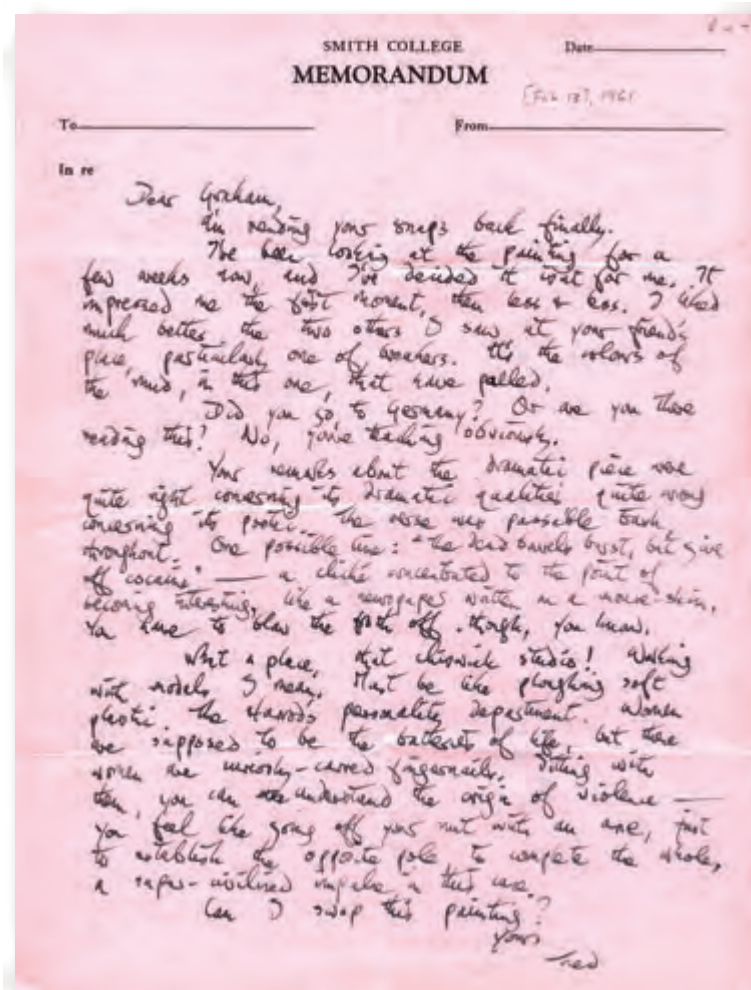 SMITH COLLEGE
Date
MEMORANDUM
[Feb 13?, 1961
To
From
In re
Dear Graham,
I'm sending your snaps back finally.
I've been looking at the painting for a
few weeks now, and I've decided it isnt for me. It
impressed me the first moment, then less & less. I liked
much better the two others I saw at your friend's
place, particularly one of breakers. It's the colours of
the mud, in this one, that have palled.
Did you go to Germany? Or are you there
reading this! No, you're teaching obviously.
Your remarks about the dramatic piece were
quite right concerning its dramatic qualities quite wrong
concerning its poetic. The verse was passable
throughout. One possible line: "The dead travels but give
off cocaine" — a cliché concentrated to the point of
becoming interesting, like a newspaper written on a mouse-skin.
You have to blow the froth off though, you know.
What a place, that chiswick studio! Working
with models I mean, Must be like ploughing soft
plastic. The Harrods personality department. Women
are supposed to be the of life, but these
women are -carved fingernails. Sitting with
them, you can understand the origin of violence —
you feel like going off your nut with an axe, just
to establish the opposite pole, to complete the whole,
a super-civilised impulse in this case.
Can I swap this painting?
Yours
Ted